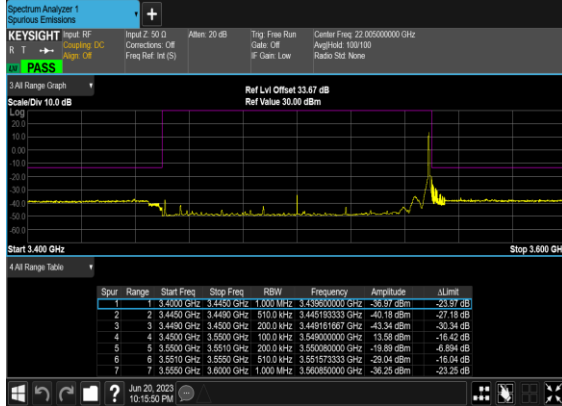 Spectrum Analyzer 1
Spurious Emissions
+
KEYSIGHT Input: RF Input Z: 50 Ω Atten: 20 dB Trig: Free Run Center Freq: 22.005000000 GHz
R T Coupling: DC Corrections: Off Gate: Off Avg|Hold: 100/100
Align: Off Freq Ref: Int (S) IF Gain: Low Radio Std: None
PASS
3 All Range Graph Ref Lvl Offset 33.67 dB
Scale/Div 10.0 dB Ref Value 30.00 dBm
Log
20.0
10.0
0.00
-10.0
-20.0
-30.0
-40.0
-50.0
-60.0
Start 3.400 GHz Stop 3.600 GHz
4 All Range Table
Spur Range Start Freq Stop Freq RBW Frequency Amplitude ΔLimit
1 1 3.4000 GHz 3.4450 GHz 1.000 MHz 3.439600000 GHz -36.97 dBm -23.97 dB
2 2 3.4450 GHz 3.4490 GHz 510.0 kHz 3.445193333 GHz -40.18 dBm -27.18 dB
3 3 3.4490 GHz 3.4500 GHz 200.0 kHz 3.449161667 GHz -43.34 dBm -30.34 dB
4 4 3.4500 GHz 3.5500 GHz 100.0 kHz 3.549000000 GHz 13.58 dBm -16.42 dB
5 5 3.5500 GHz 3.5510 GHz 200.0 kHz 3.550080000 GHz -19.89 dBm -6.894 dB
6 6 3.5510 GHz 3.5550 GHz 510.0 kHz 3.551573333 GHz -29.04 dBm -16.04 dB
7 7 3.5550 GHz 3.6000 GHz 1.000 MHz 3.560850000 GHz -36.25 dBm -23.25 dB
? Jun 20, 2023
10:15:50 PM